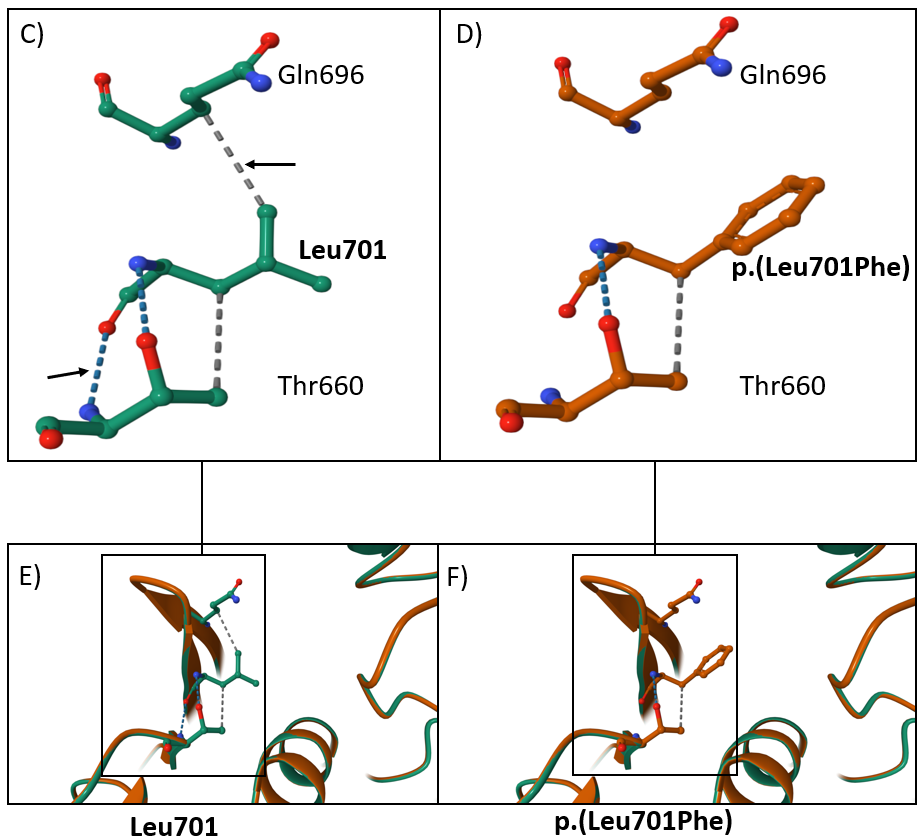 C)
Gln696
Leu701
Thr660
D)
Gln696
p.(Leu701Phe)
Thr660
E)
F)
Leu701
p.(Leu701Phe)